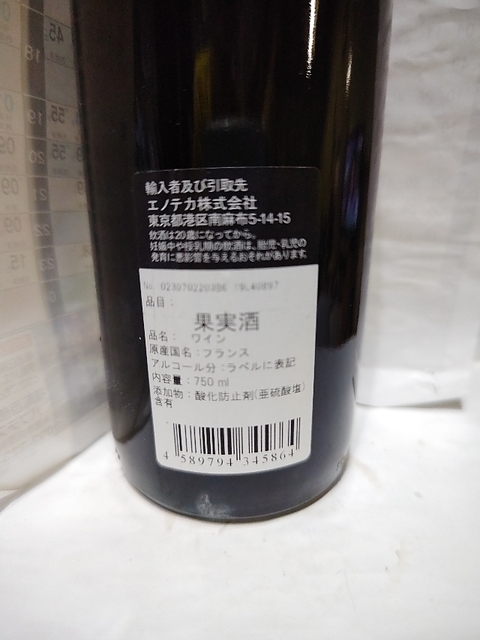 輸入者及び引取先
エノテカ株式会社
東京都港区南麻布5-14-15
飲酒は20歳になってから。
妊娠中や授乳期の飲酒は、胎児・乳児の
発育に悪影響を与えるおそれがあります。
No.
品目：
果実酒
品名： ワイン
原産国名：フランス
アルコール分：ラベルに表記
内容量：750 ml
添加物：酸化防止剤(亜硫酸塩)
含有
4 589794 345864